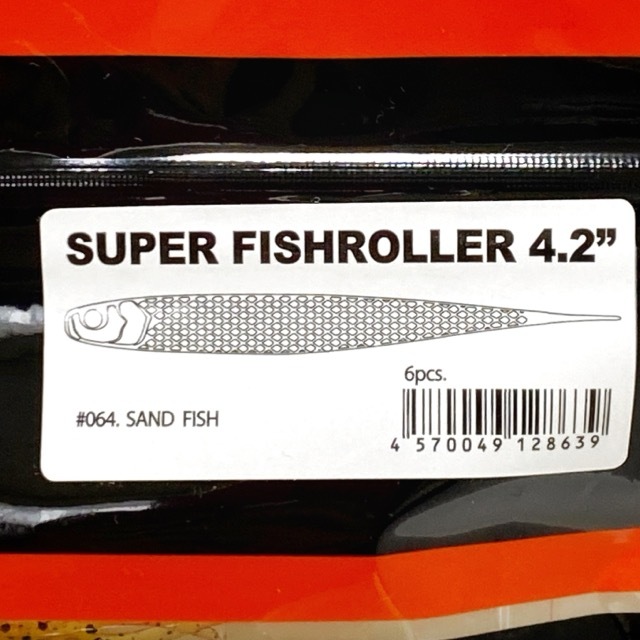 SUPER FISHROLLER 4.2”
6pcs.
#064. SAND FISH
4 570049 128639